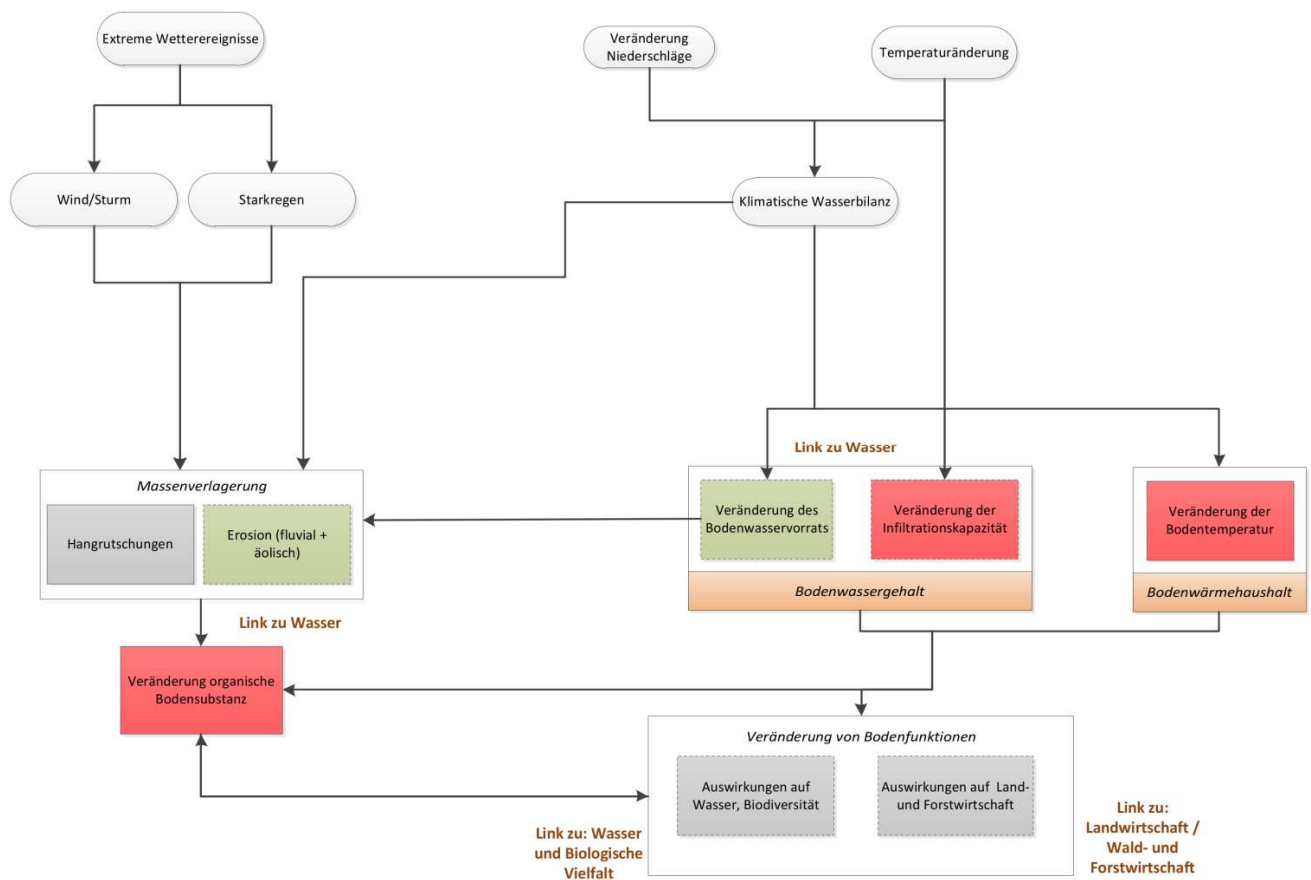 Extreme Wetterereignisse
Veränderung
Niederschläge
Temperaturänderung
Wind/Sturm
Starkregen
Klimatische Wasserbilanz
Link zu Wasser
Massenverlagerung
Hangrutschungen
Erosion (fluvial +
äolisch)
Veränderung des
Bodenwasservorrats
Veränderung der
Infiltrationskapazität
Bodenwassergehalt
Veränderung der
Bodentemperatur
Bodenwärmehaushalt
Link zu Wasser
Veränderung organische
Bodensubstanz
Veränderung von Bodenfunktionen
Auswirkungen auf
Wasser, Biodiversität
Auswirkungen auf Land-
und Forstwirtschaft
Link zu: Wasser
und Biologische
Vielfalt
Link zu:
Landwirtschaft /
Wald- und
Forstwirtschaft